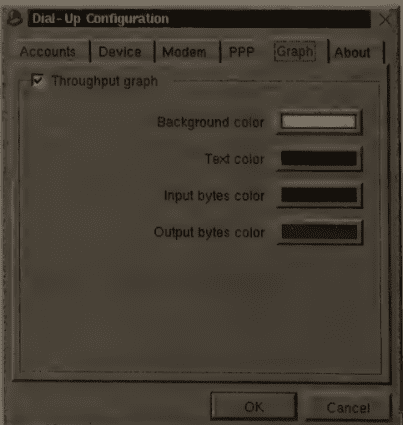 Dial-Up Configuration
Accounts Device Modem PPP Graph About
Throughput graph
Background color
Text color
Input bytes color
Output bytes color
OK Cancel